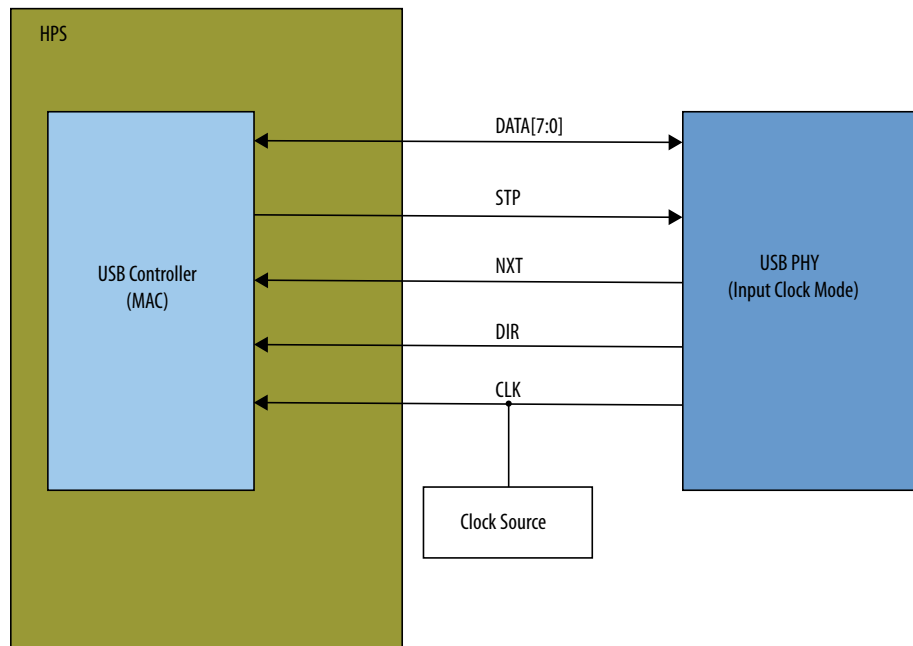 HPS
DATA[7:0]
STP
NXT
DIR
CLK
USB Controller
(MAC)
USB PHY
(Input Clock Mode)
Clock Source